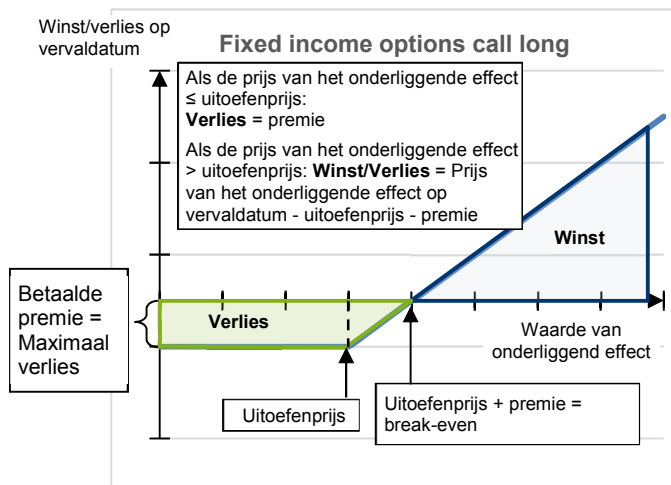 Winst/verlies op
vervaldatum
Fixed income options call long
Als de prijs van het onderliggende effect
≤ uitoefenprijs:
Verlies = premie
Als de prijs van het onderliggende effect
> uitoefenprijs: Winst/Verlies = Prijs
van het onderliggende effect op
vervaldatum - uitoefenprijs - premie
Winst
Betaalde
premie =
Maximaal
verlies
Verlies
Waarde van
onderliggend effect
Uitoefenprijs
Uitoefenprijs + premie =
break-even